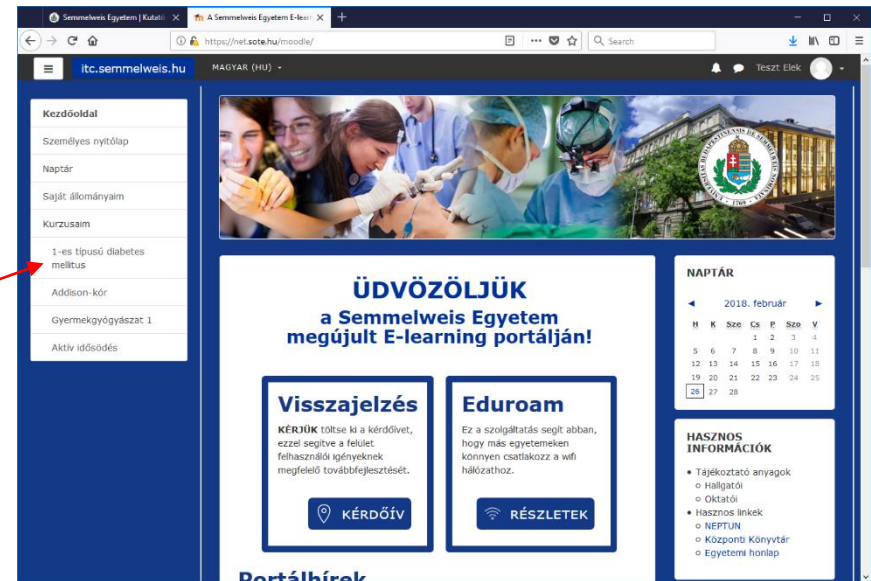 Semmelweis Egyetem | Kutató
A Semmelweis Egyetem E-lear
https://net.sote.hu/moodle/
Search
itc.semmelweis.hu
MAGYAR (HU)
Teszt Elek
Kezdőoldal
Személyes nyitólap
Naptár
Saját állományaim
Kurzusaim
1-es típusú diabetes
mellitus
Addison-kór
Gyermekgyógyászat 1
Aktív idősödés
ÜDVÖZÖLJÜK
a Semmelweis Egyetem
megújult E-learning portálján!
Visszajelzés
KÉRJÜK töltse ki a kérdőívet,
ezzel segítve a felület
felhasználói igényeknek
megfelelő továbbfejlesztését.
KÉRDŐÍV
Eduroam
Ez a szolgáltatás segít abban,
hogy más egyetemeken
könnyen csatlakozz a wifi
hálózathoz.
RÉSZLETEK
Portálhírek
NAPTÁR
◄ 2018. február ►
H K Sze Cs P Szo V
1 2 3 4
5 6 7 8 9 10 11
12 13 14 15 16 17 18
19 20 21 22 23 24 25
26 27 28
HASZNOS
INFORMÁCIÓK
Tájékoztató anyagok
Hallgatói
Oktatói
Hasznos linkek
NEPTUN
Központi Könyvtár
Egyetemi honlap